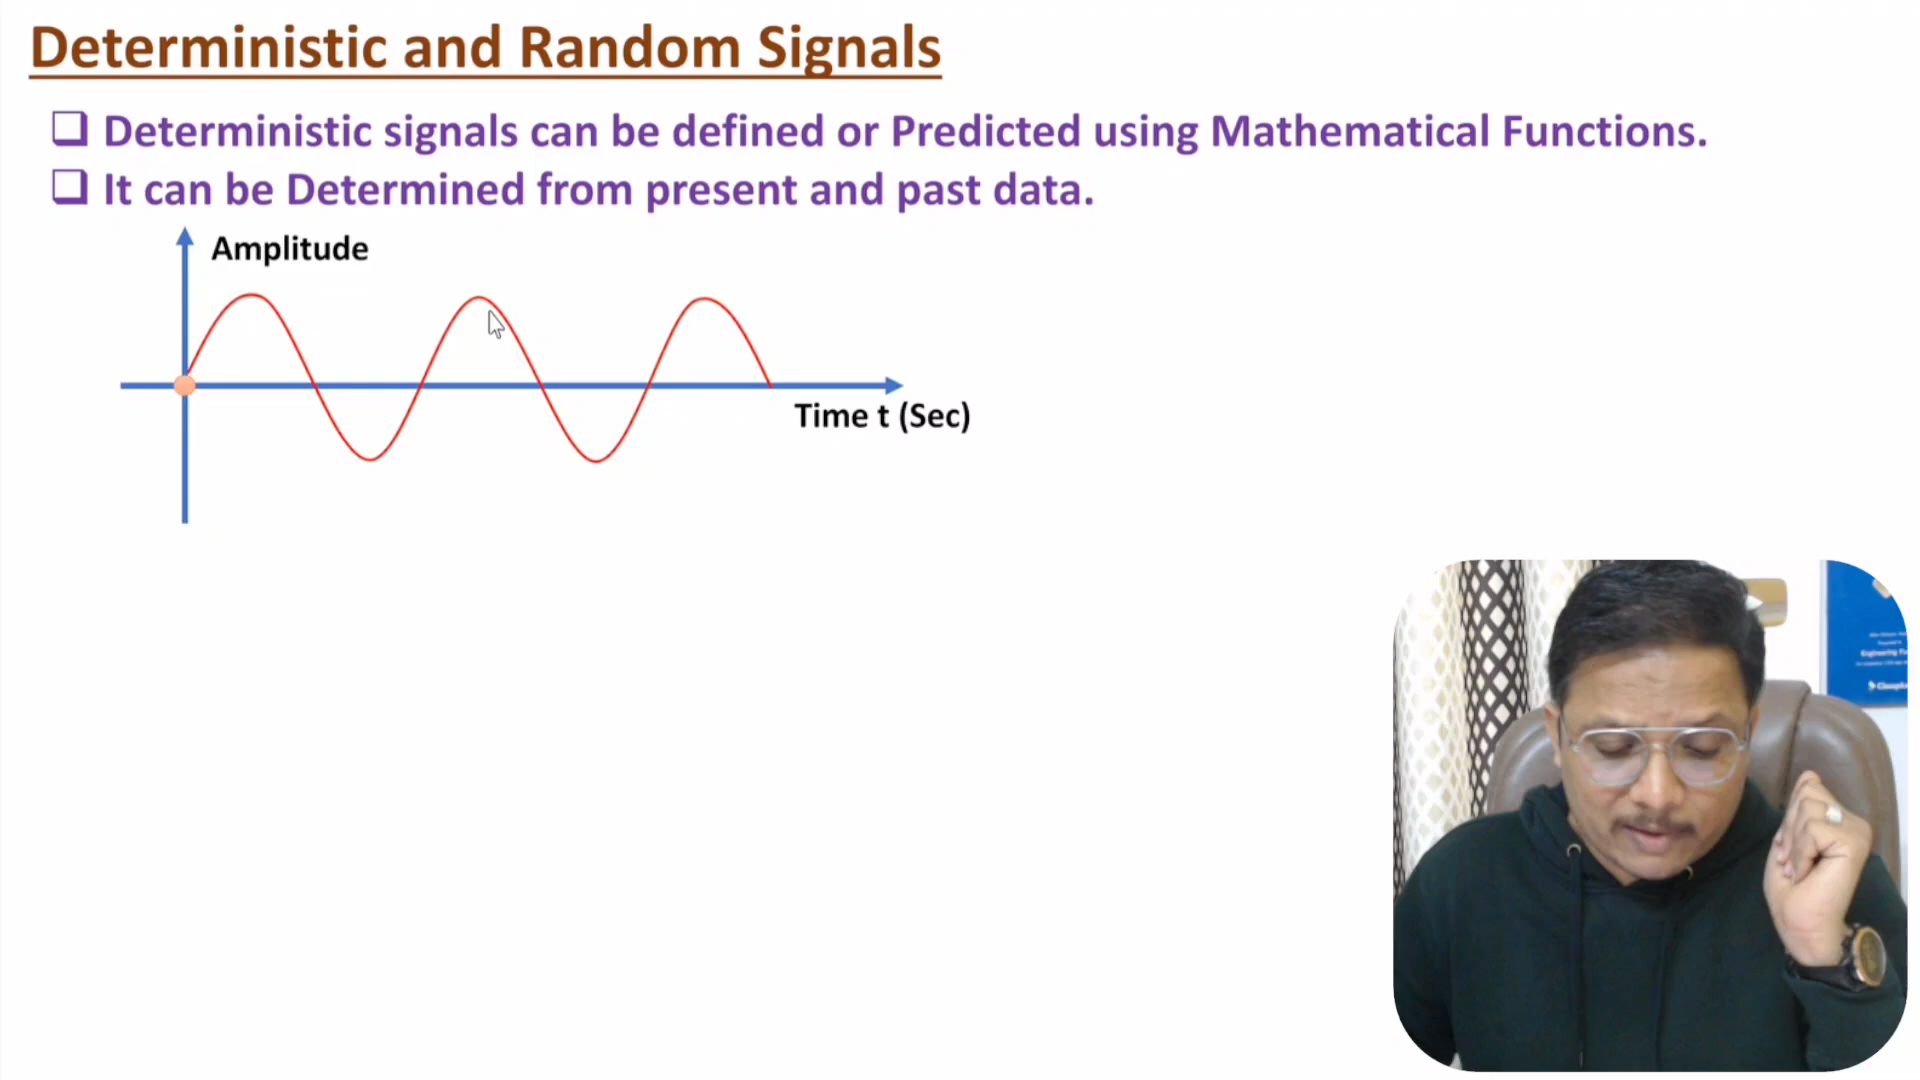 Deterministic and Random Signals
❑ Deterministic signals can be defined or Predicted using Mathematical Functions.
❑ It can be Determined from present and past data.
Amplitude
Time t (Sec)
Engineering